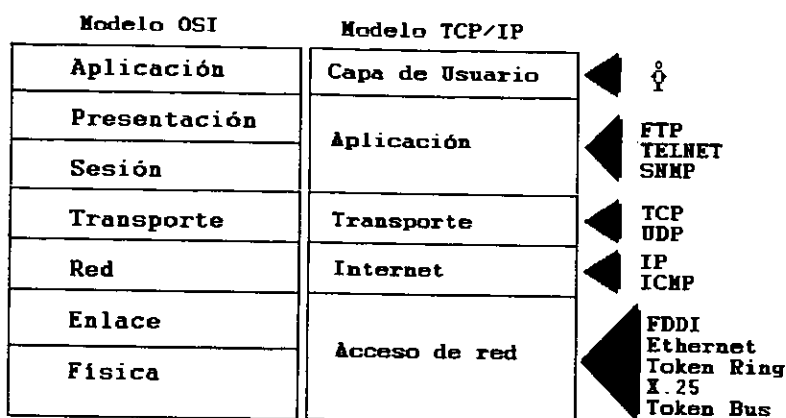 Modelo OSI
Modelo TCP/IP
Aplicación
Capa de Usuario
Presentación
Aplicación
FTP
TELNET
SNMP
Sesión
Transporte
Transporte
TCP
UDP
Red
Internet
IP
ICMP
Enlace
Acceso de red
FDDI
Ethernet
Token Ring
X.25
Token Bus
Física